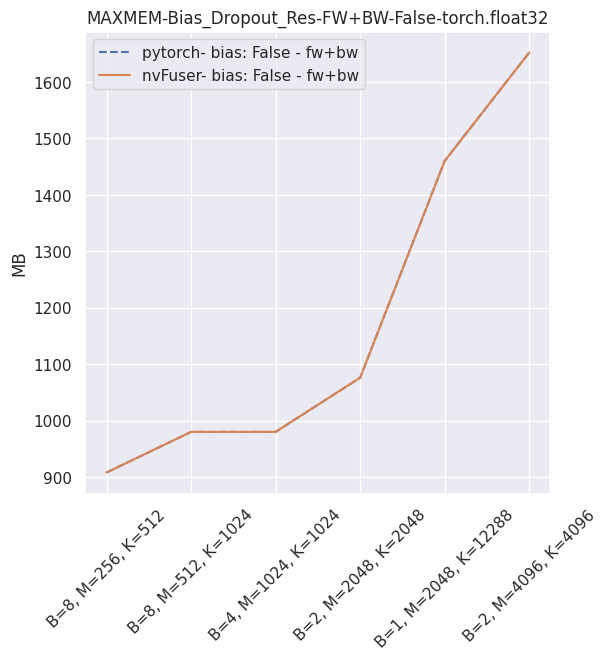 MAXMEM-Bias_Dropout_Res-FW+BW-False-torch.float32
pytorch- bias: False - fw+bw
nvFuser- bias: False - fw+bw
1600
1500
1400
1300
1200
1100
1000
900
MB
B=8, M=256, K=512
B=8, M=512, K=1024
B=4, M=1024, K=1024
B=2, M=2048, K=2048
B=1, M=2048, K=12288
B=2, M=4096, K=4096